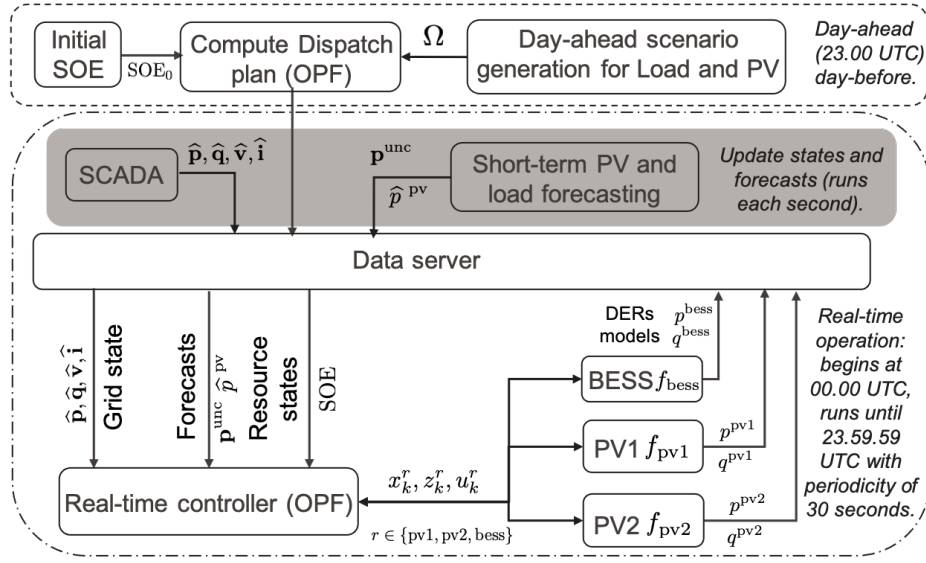 Initial
SOE
SOE₀
Compute Dispatch
plan (OPF)
Ω
Day-ahead scenario
generation for Load and PV
Day-ahead
(23.00 UTC)
day-before.
SCADA
p̂, q̂, v̂, î
p^unc
p̂ ^pv
Short-term PV and
load forecasting
Update states and
forecasts (runs
each second).
Data server
p̂, q̂, v̂, î
Grid state
Forecasts
p^unc p̂ ^pv
Resource
states
SOE
DERs
models
p^bess
q^bess
BESS f_bess
PV1 f_pv1
p^pv1
q^pv1
PV2 f_pv2
p^pv2
q^pv2
Real-time controller (OPF)
x_k^r, z_k^r, u_k^r
r ∈ {pv1, pv2, bess}
Real-time
operation:
begins at
00.00 UTC,
runs until
23.59.59
UTC with
periodicity of
30 seconds.